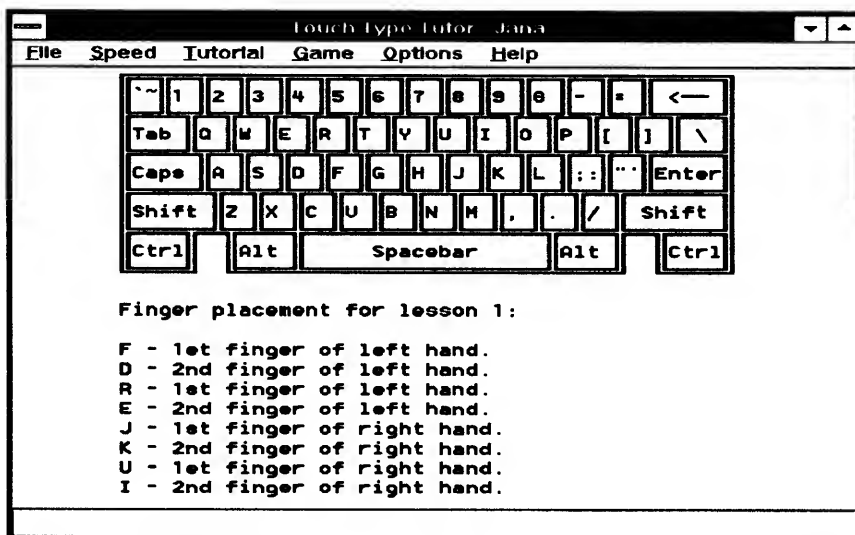 Touch Type Tutor - Jana
File Speed Tutorial Game Options Help
`~ 1 2 3 4 5 6 7 8 9 0 - = <—
Tab Q W E R T Y U I O P [ ] \
Caps A S D F G H J K L ;: "' Enter
Shift Z X C V B N M , . / Shift
Ctrl Alt Spacebar Alt Ctrl
Finger placement for lesson 1:
F - 1st finger of left hand.
D - 2nd finger of left hand.
R - 1st finger of left hand.
E - 2nd finger of left hand.
J - 1st finger of right hand.
K - 2nd finger of right hand.
U - 1st finger of right hand.
I - 2nd finger of right hand.